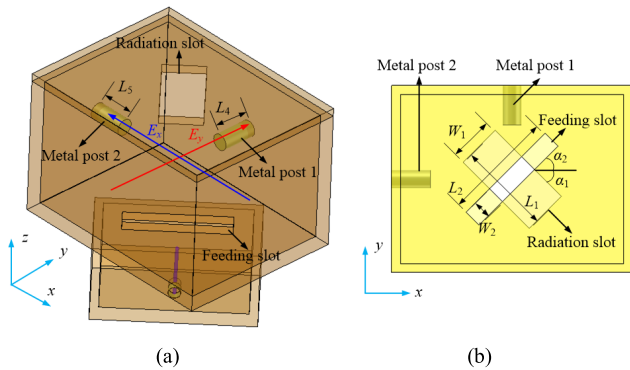 Radiation slot
L5
L4
Ex
Ey
Metal post 2
Metal post 1
Feeding slot
z
y
x
(a)
Metal post 2
Metal post 1
Feeding slot
W1
α2
α1
L2
L1
W2
Radiation slot
y
x
(b)